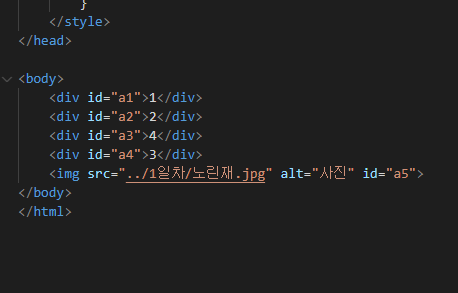 }
</style>
</head>
<body>
<div id="a1">1</div>
<div id="a2">2</div>
<div id="a3">4</div>
<div id="a4">3</div>
<img src="../1일차/노린재.jpg" alt="사진" id="a5">
</body>
</html>